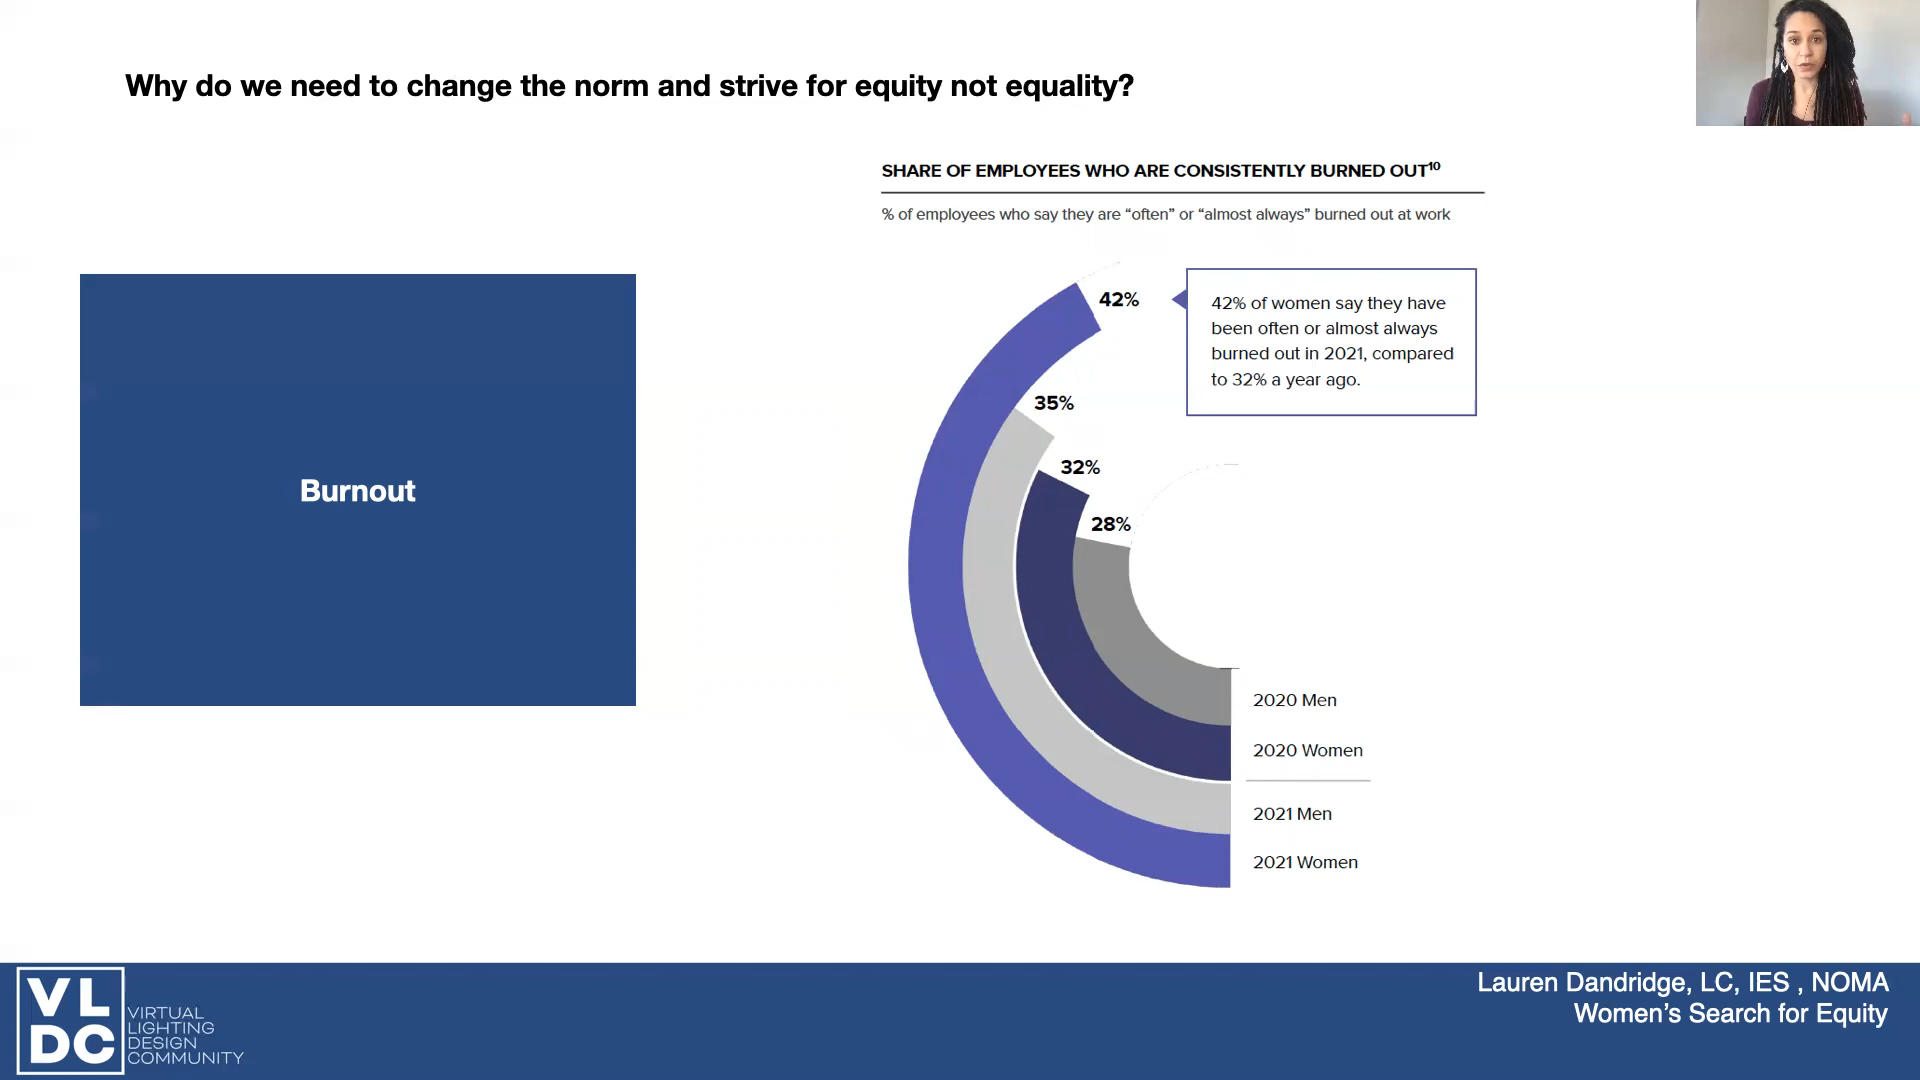 Why do we need to change the norm and strive for equity not equality?
SHARE OF EMPLOYEES WHO ARE CONSISTENTLY BURNED OUT¹⁰
% of employees who say they are “often” or “almost always” burned out at work
Burnout
42%
42% of women say they have
been often or almost always
burned out in 2021, compared
to 32% a year ago.
35%
32%
28%
2020 Men
2020 Women
2021 Men
2021 Women
VL
DC
VIRTUAL
LIGHTING
DESIGN
COMMUNITY
Lauren Dandridge, LC, IES , NOMA
Women’s Search for Equity